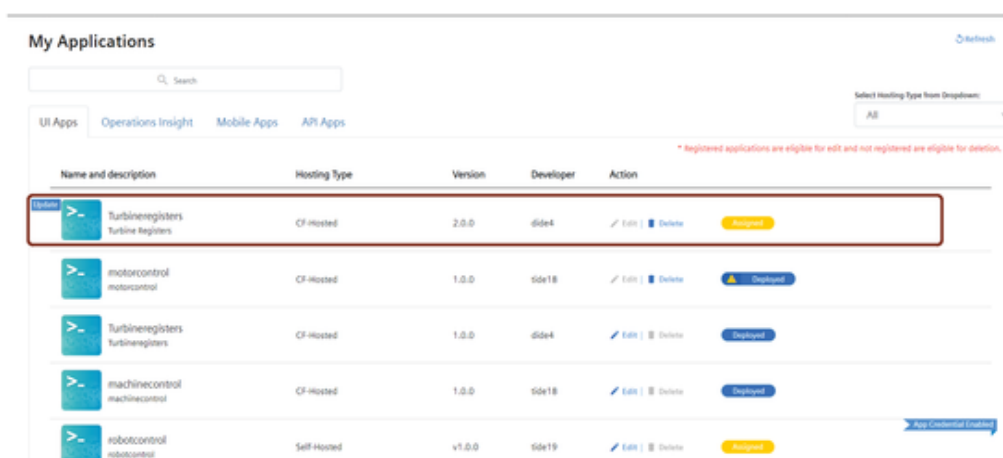 My Applications
Refresh
Search
Select Hosting Type from Dropdown:
All
UI Apps Operations Insight Mobile Apps API Apps
* Registered applications are eligible for edit and not registered are eligible for deletion.
Name and description Hosting Type Version Developer Action
Update
>_ Turbineregisters CF-Hosted 2.0.0 dide4 Edit | Delete Assigned
Turbine Registers
>_ motorcontrol CF-Hosted 1.0.0 tide18 Edit | Delete Deployed
motorcontrol
>_ Turbineregisters CF-Hosted 1.0.0 dide4 Edit | Delete Deployed
Turbineregisters
>_ machinecontrol CF-Hosted 1.0.0 tide18 Edit | Delete Deployed
machinecontrol
App Credential Enabled
>_ robotcontrol Self-Hosted v1.0.0 tide19 Edit | Delete Assigned
robotcontrol